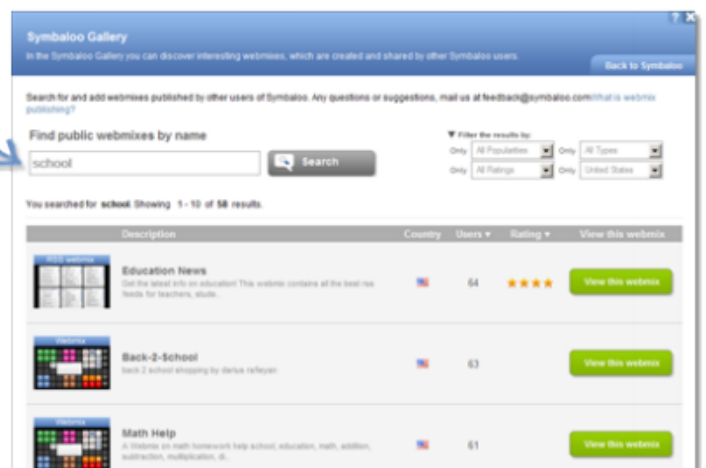 ? X
Symbaloo Gallery
In the Symbaloo Gallery you can discover interesting webmixes, which are created and shared by other Symbaloo users.
Back to Symbaloo
Search for and add webmixes published by other users of Symbaloo. Any questions or suggestions, mail us at feedback@symbaloo.com What is webmix
publishing?
Find public webmixes by name
▼ Filter the results by:
school
Search
Only All Popularities Only All Types
Only All Ratings Only United States
You searched for school. Showing 1 - 10 of 58 results.
Description Country Users ▼ Rating ▼ View this webmix
RSS webmix
Education News
Get the latest info on education! This webmix contains all the best rss
feeds for teachers, stude..
64
View this webmix
Webmix
Back-2-School
back 2 school shopping by darius
63
View this webmix
Webmix
Math Help
A Webmix on math homework help school, education, math, addition,
subtraction, multiplication, di..
61
View this webmix